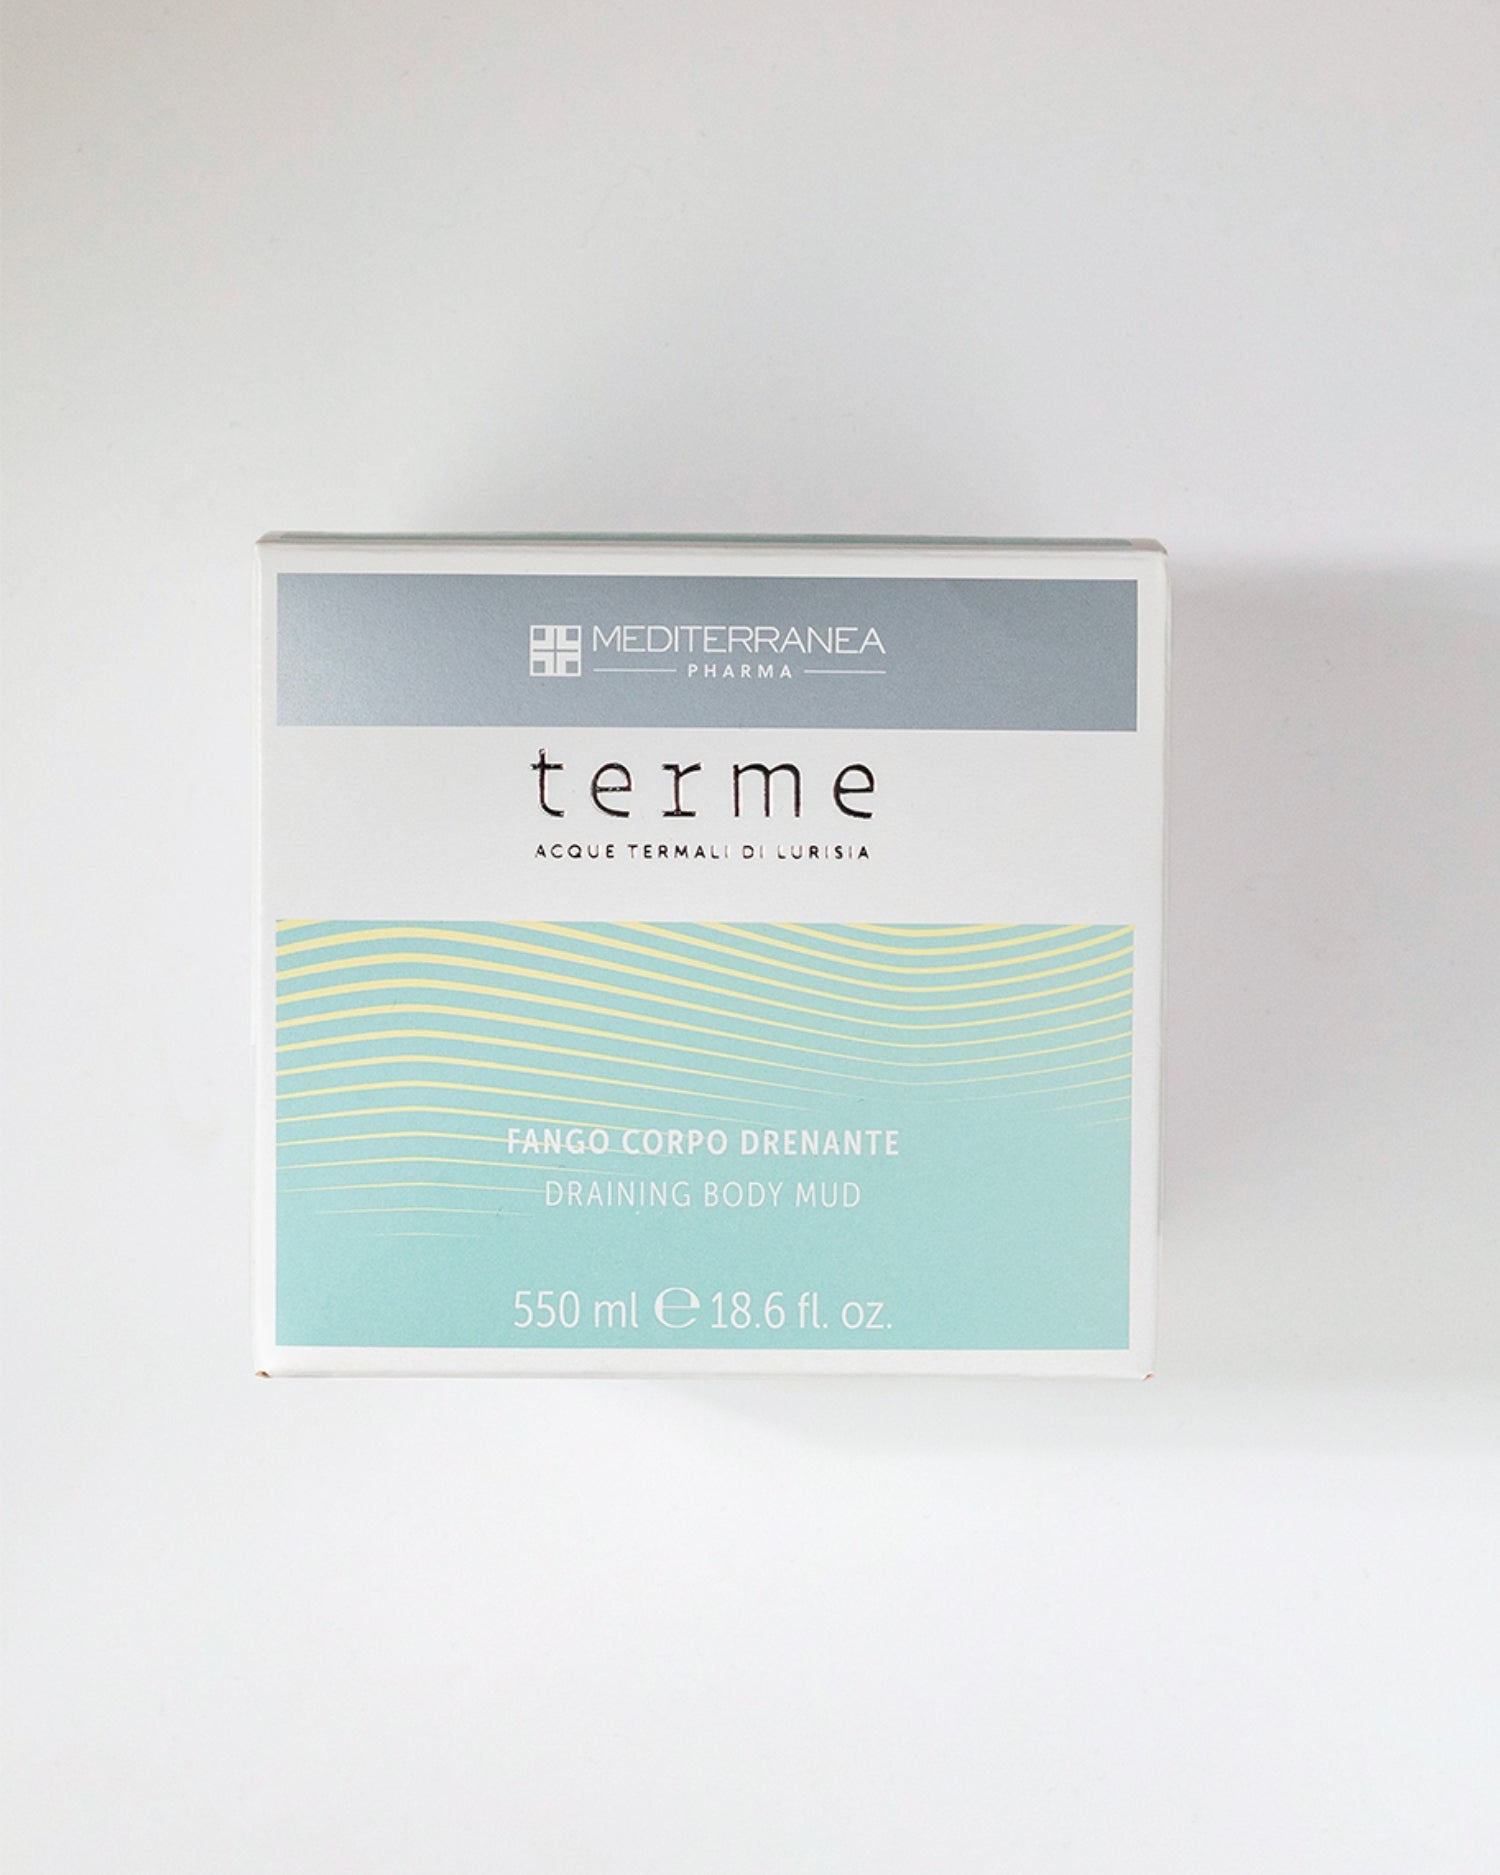 MEDITERRANEA
PHARMA
terme
ACQUE TERMALI DI LURISIA
FANGO CORPO DRENANTE
DRAINING BODY MUD
550 ml ℮ 18.6 fl. oz.